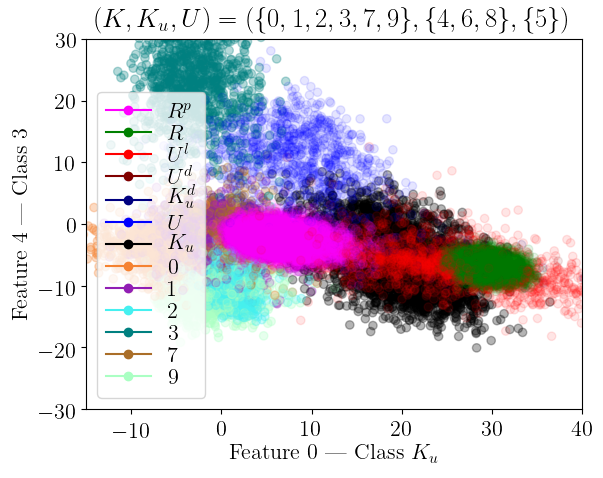 (K, K_u, U) = ({0, 1, 2, 3, 7, 9}, {4, 6, 8}, {5})
30
20
10
0
−10
−20
−30
Feature 4 — Class 3
R^p
R
U^l
U^d
K_u^d
U
K_u
0
1
2
3
7
9
−10 0 10 20 30 40
Feature 0 — Class K_u